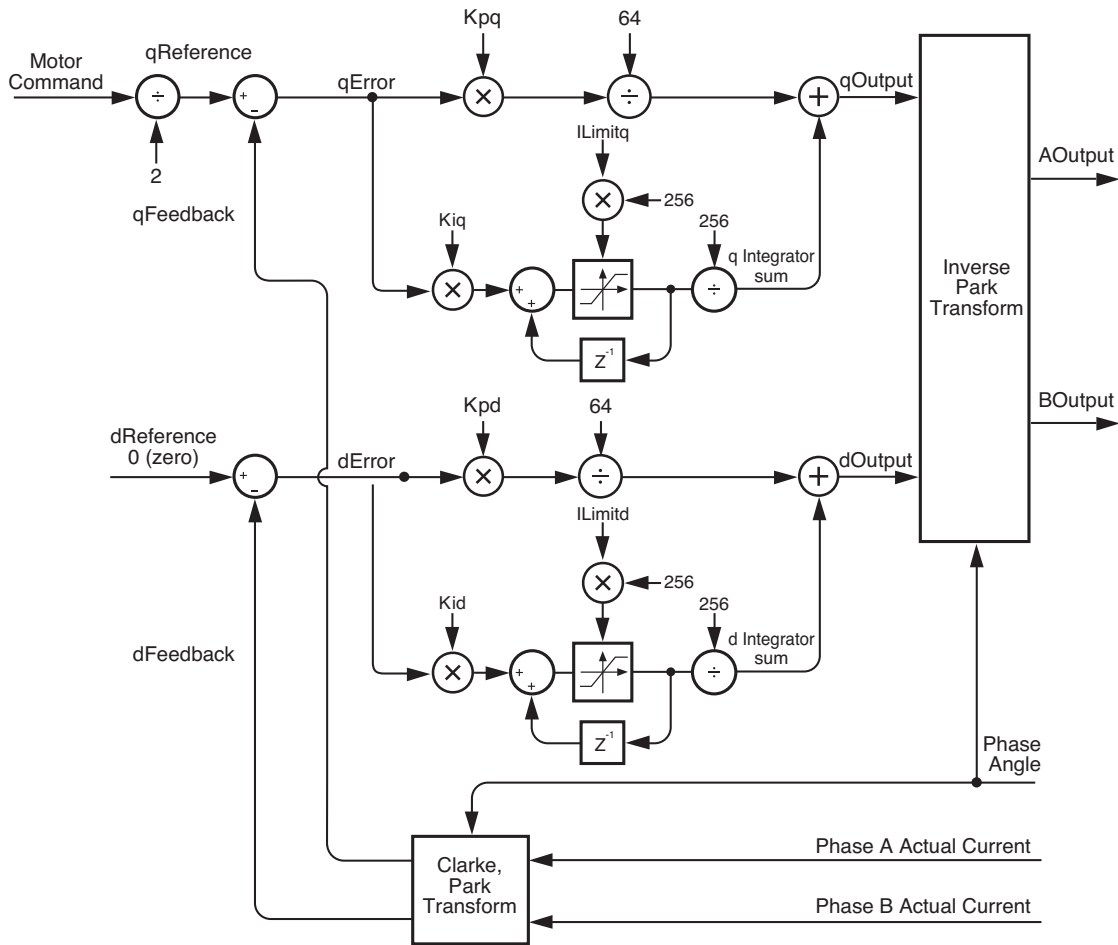 Kpq
64
Motor
Command
qReference
qError
qOutput
÷
+
-
×
÷
+
2
ILimitq
AOutput
×
256
qFeedback
Kiq
256
q Integrator
sum
×
+
+
÷
Inverse
Park
Transform
Z-1
Kpd
64
BOutput
dReference
0 (zero)
dError
dOutput
+
-
×
÷
+
ILimitd
×
256
Kid
256
d Integrator
sum
dFeedback
×
+
+
÷
Z-1
Phase
Angle
Clarke,
Park
Transform
Phase A Actual Current
Phase B Actual Current